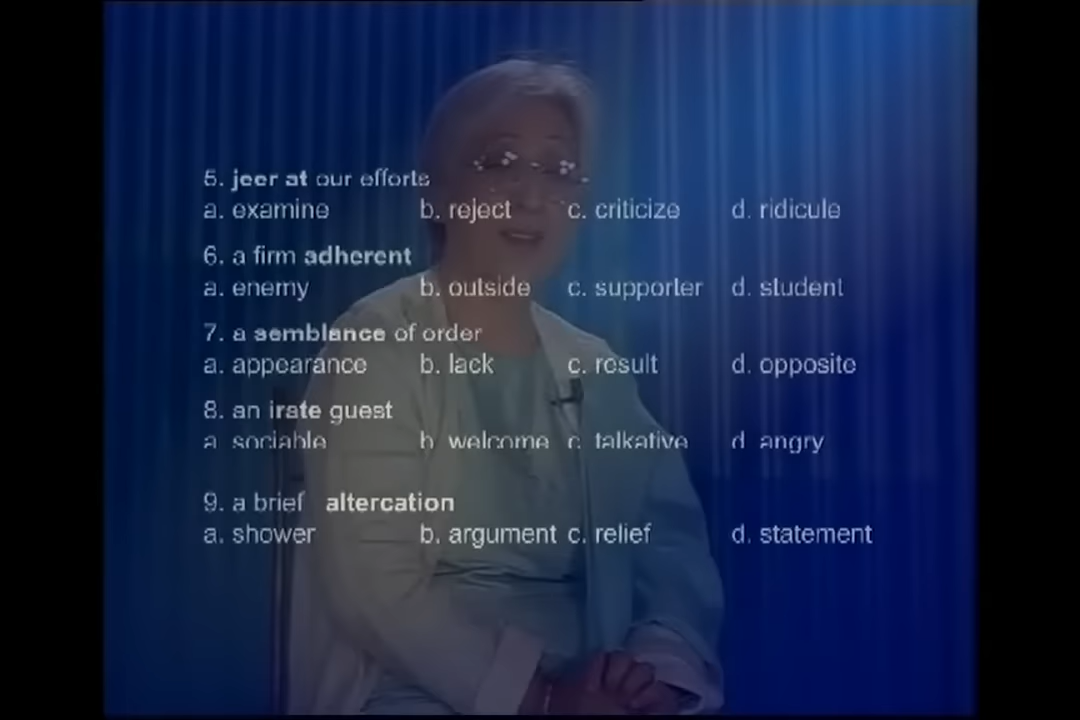 5. jeer at our efforts
a. examine b. reject c. criticize d. ridicule
6. a firm adherent
a. enemy b. outside c. supporter d. student
7. a semblance of order
a. appearance b. lack c. result d. opposite
8. an irate guest
a. sociable b. welcome c. talkative d. angry
9. a brief altercation
a. shower b. argument c. relief d. statement